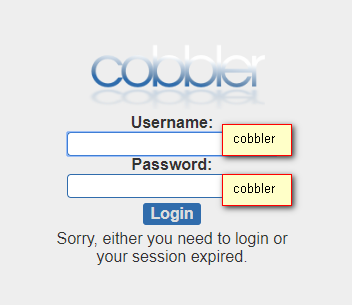 cobbler
Username:
cobbler
Password:
cobbler
Login
Sorry, either you need to login or
your session expired.